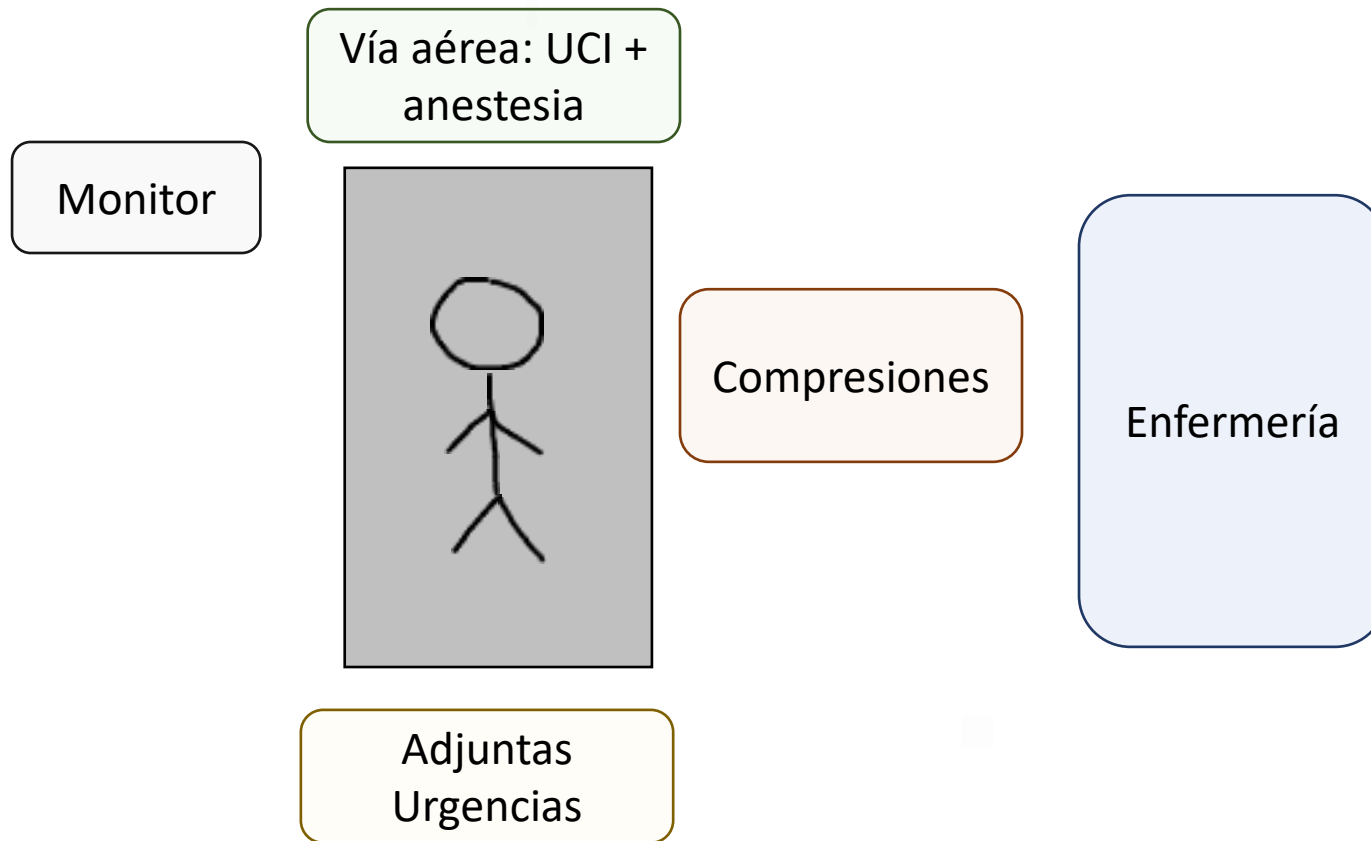 Vía aérea: UCI +
anestesia
Monitor
Compresiones
Enfermería
Adjuntas
Urgencias